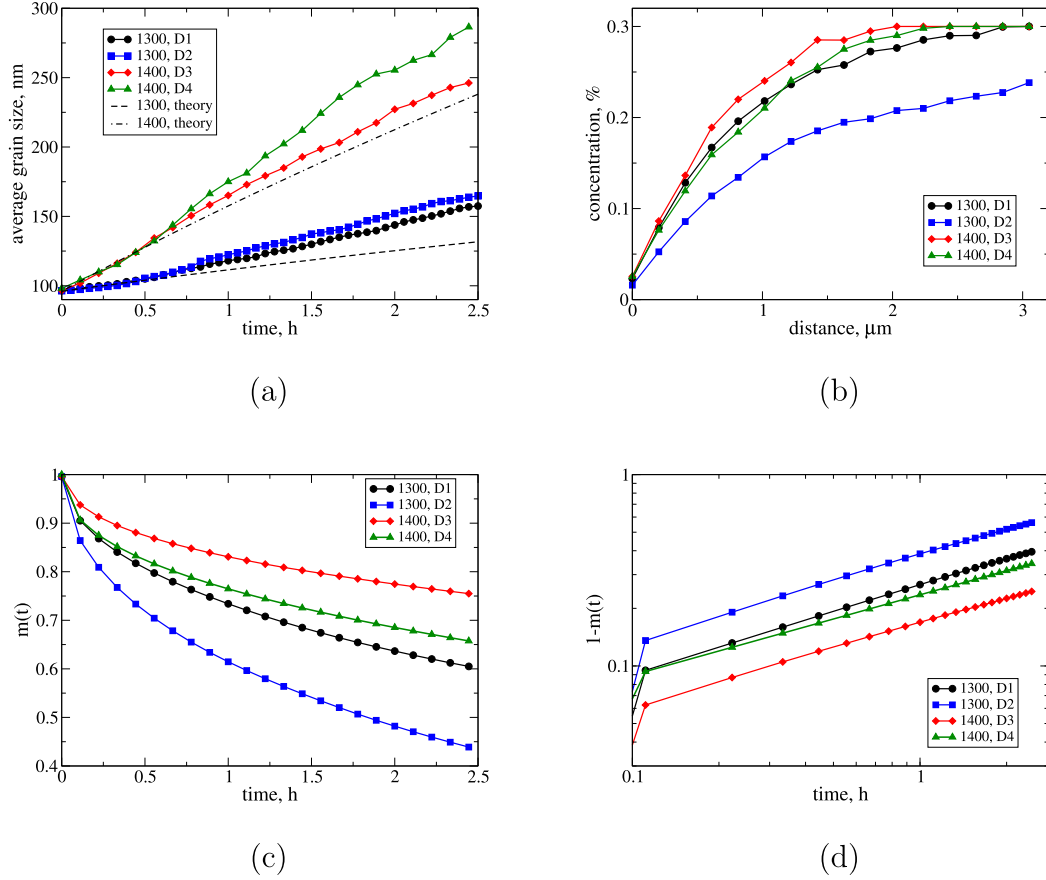 300
250
200
150
100
average grain size, nm
1300, D1
1300, D2
1400, D3
1400, D4
1300, theory
1400, theory
0
0.5
1
1.5
2
2.5
time, h
(a)
0.3
0.2
0.1
0
concentration, %
1300, D1
1300, D2
1400, D3
1400, D4
0
1
2
3
distance, μm
(b)
1
0.9
0.8
0.7
0.6
0.5
0.4
m(t)
1300, D1
1300, D2
1400, D3
1400, D4
0
0.5
1
1.5
2
2.5
time, h
(c)
1
0.1
1-m(t)
1300, D1
1300, D2
1400, D3
1400, D4
0.1
1
time, h
(d)